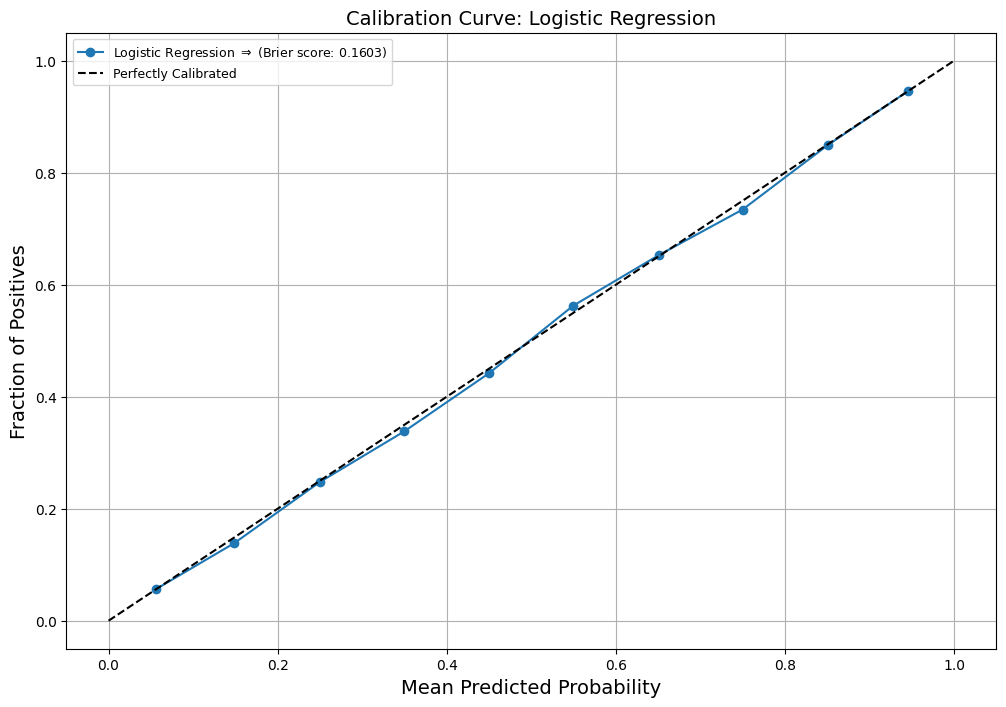 Calibration Curve: Logistic Regression
Logistic Regression ⇒ (Brier score: 0.1603)
Perfectly Calibrated
Fraction of Positives
1.0
0.8
0.6
0.4
0.2
0.0
0.0 0.2 0.4 0.6 0.8 1.0
Mean Predicted Probability